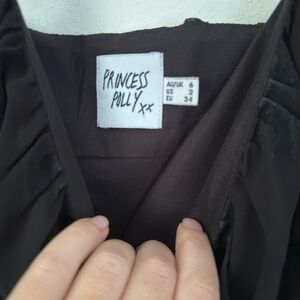 PRINCESS
POLLY xx
AU/UK 6
US 2
EU 34